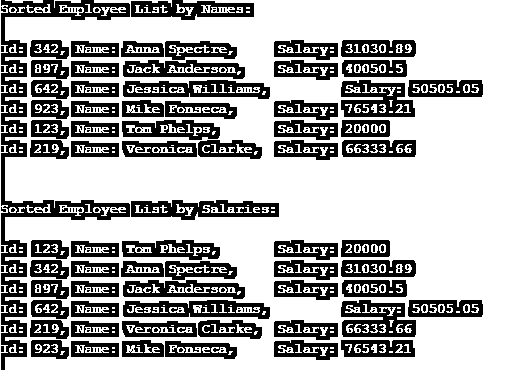 Sorted Employee List by Names:
Id: 342, Name: Anna Spectre, Salary: 31030.89
Id: 897, Name: Jack Anderson, Salary: 40050.5
Id: 642, Name: Jessica Williams, Salary: 50505.05
Id: 923, Name: Mike Fonseca, Salary: 76543.21
Id: 123, Name: Tom Phelps, Salary: 20000
Id: 219, Name: Veronica Clarke, Salary: 66333.66
Sorted Employee List by Salaries:
Id: 123, Name: Tom Phelps, Salary: 20000
Id: 342, Name: Anna Spectre, Salary: 31030.89
Id: 897, Name: Jack Anderson, Salary: 40050.5
Id: 642, Name: Jessica Williams, Salary: 50505.05
Id: 219, Name: Veronica Clarke, Salary: 66333.66
Id: 923, Name: Mike Fonseca, Salary: 76543.21